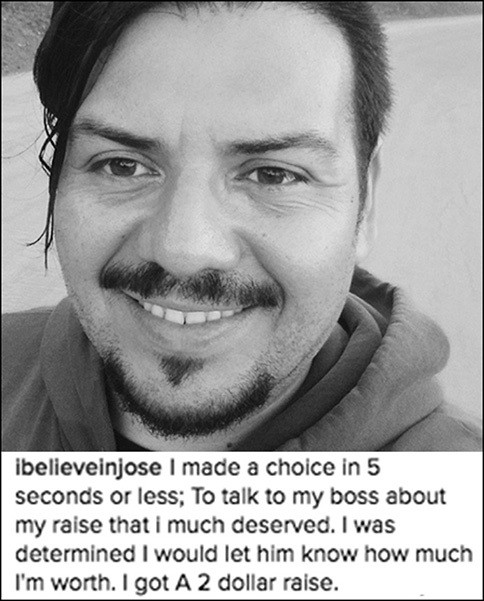 ibelieveinjose I made a choice in 5
seconds or less; To talk to my boss about
my raise that i much deserved. I was
determined I would let him know how much
I'm worth. I got A 2 dollar raise.